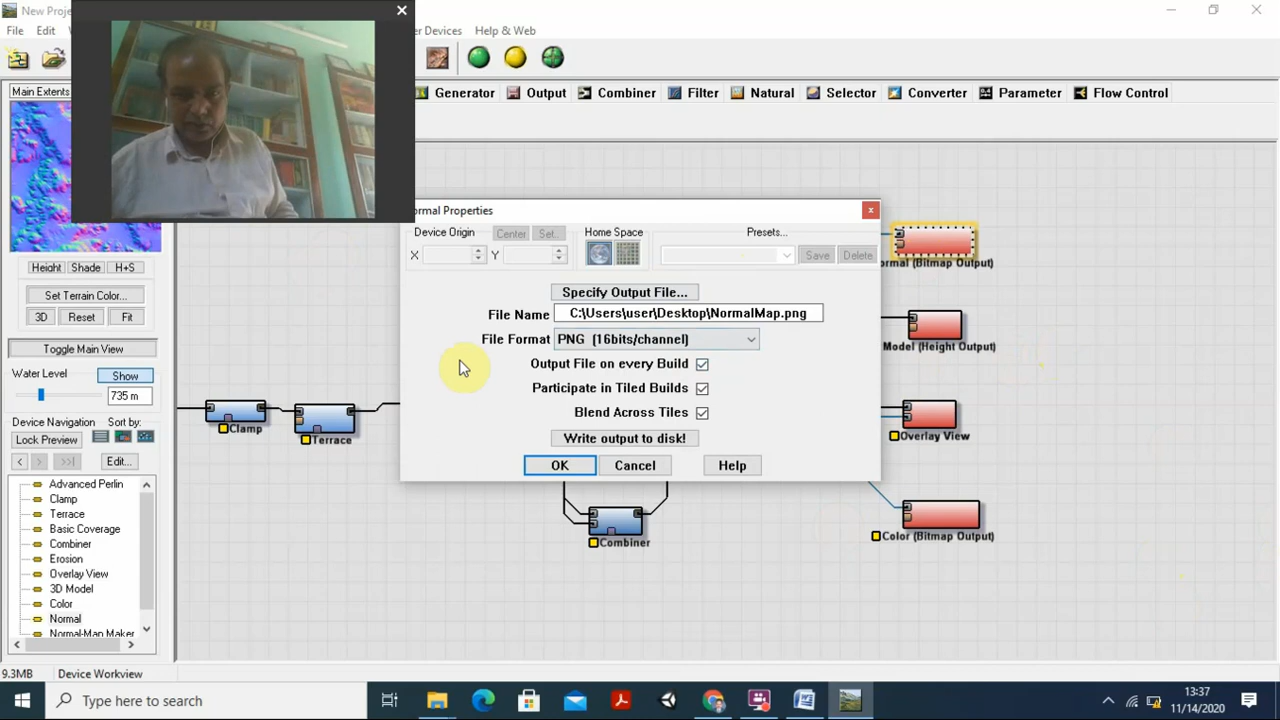 New Proje
File Edit W
er Devices Help & Web
Main Extents
Generator Output Combiner Filter Natural Selector Converter Parameter Flow Control
Height Shade H+S
Set Terrain Color...
3D Reset Fit
Toggle Main View
Water Level Show
735 m
Device Navigation Sort by:
Lock Preview
< > >>| Edit...
Advanced Perlin
Clamp
Terrace
Basic Coverage
Combiner
Erosion
Overlay View
3D Model
Color
Normal
Normal-Map Maker
ormal Properties
Device Origin Center Set.. Home Space Presets...
X Y Save Delete
Specify Output File...
File Name C:\Users\user\Desktop\NormalMap.png
File Format PNG (16bits/channel)
Output File on every Build
Participate in Tiled Builds
Blend Across Tiles
Write output to disk!
OK Cancel Help
Clamp
Terrace
Combiner
ormal (Bitmap Output)
Model (Height Output)
Overlay View
Color (Bitmap Output)
9.3MB Device Workview
Type here to search
13:37
11/14/2020